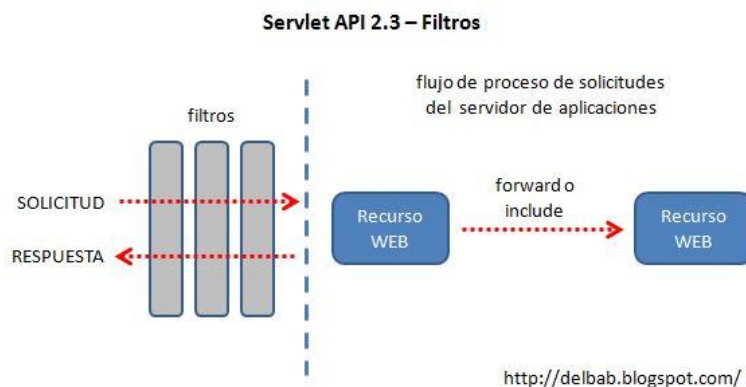 Servlet API 2.3 – Filtros
flujo de proceso de solicitudes
del servidor de aplicaciones
filtros
SOLICITUD
RESPUESTA
Recurso
WEB
forward o
include
Recurso
WEB
http://delbab.blogspot.com/